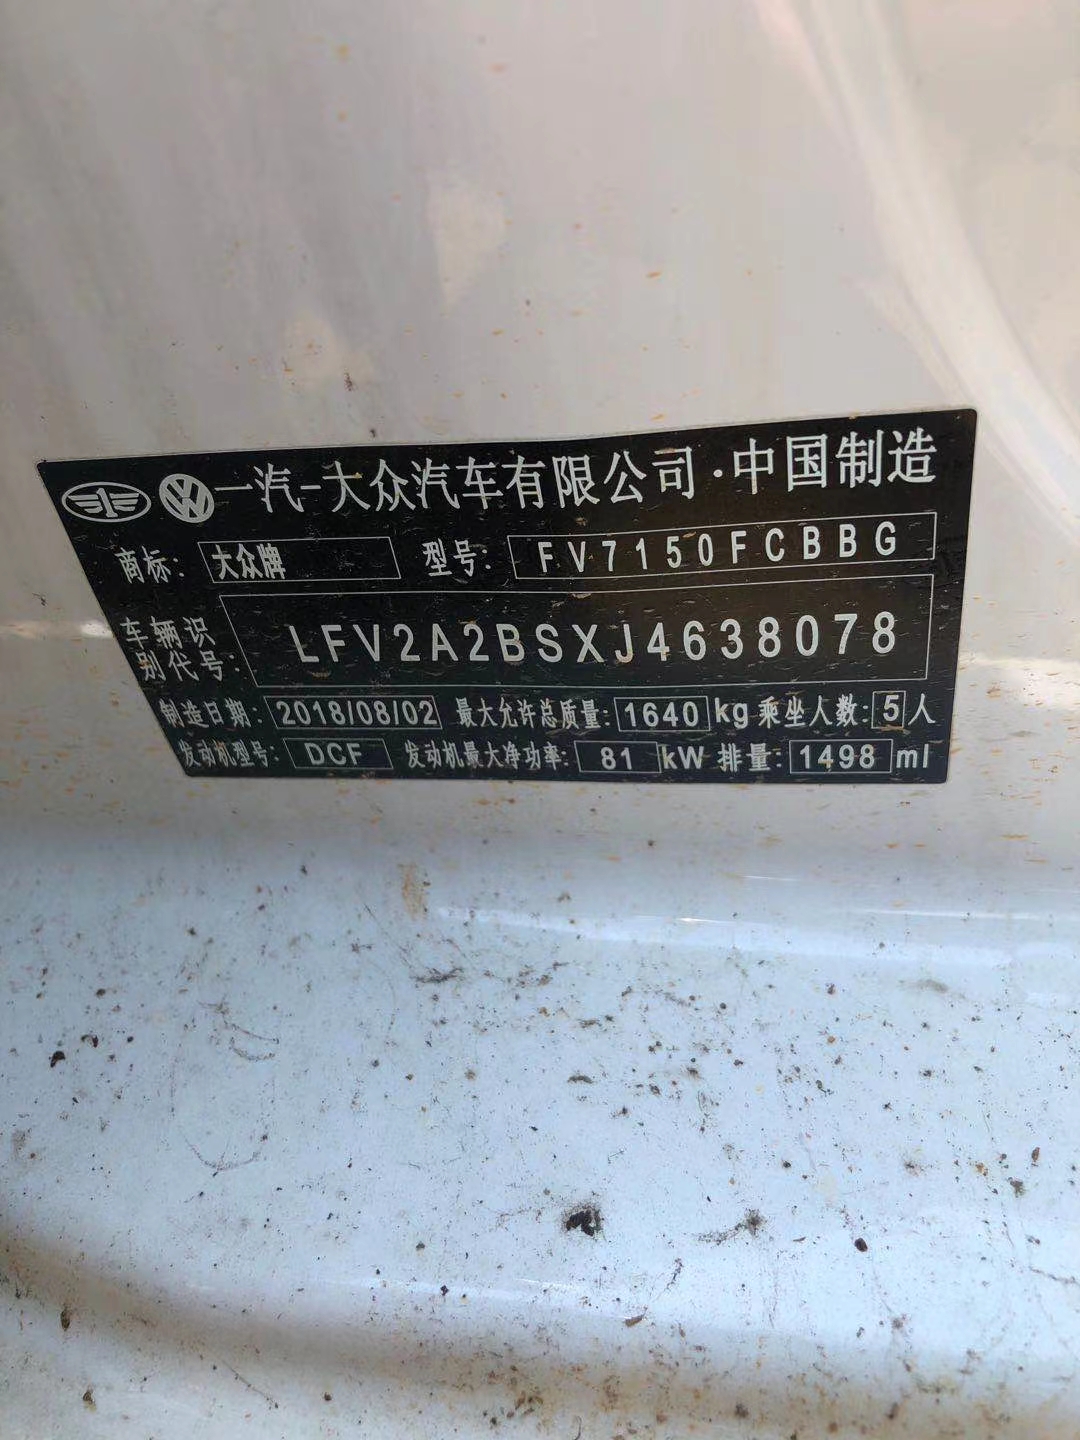 一汽-大众汽车有限公司·中国制造
商标: 大众牌 型号: FV7150FCBBG
车辆识别代号: LFV2A2BSXJ4638078
制造日期: 2018/08/02 最大允许总质量: 1640 kg 乘坐人数: 5 人
发动机型号: DCF 发动机最大净功率: 81 kW 排量: 1498 ml